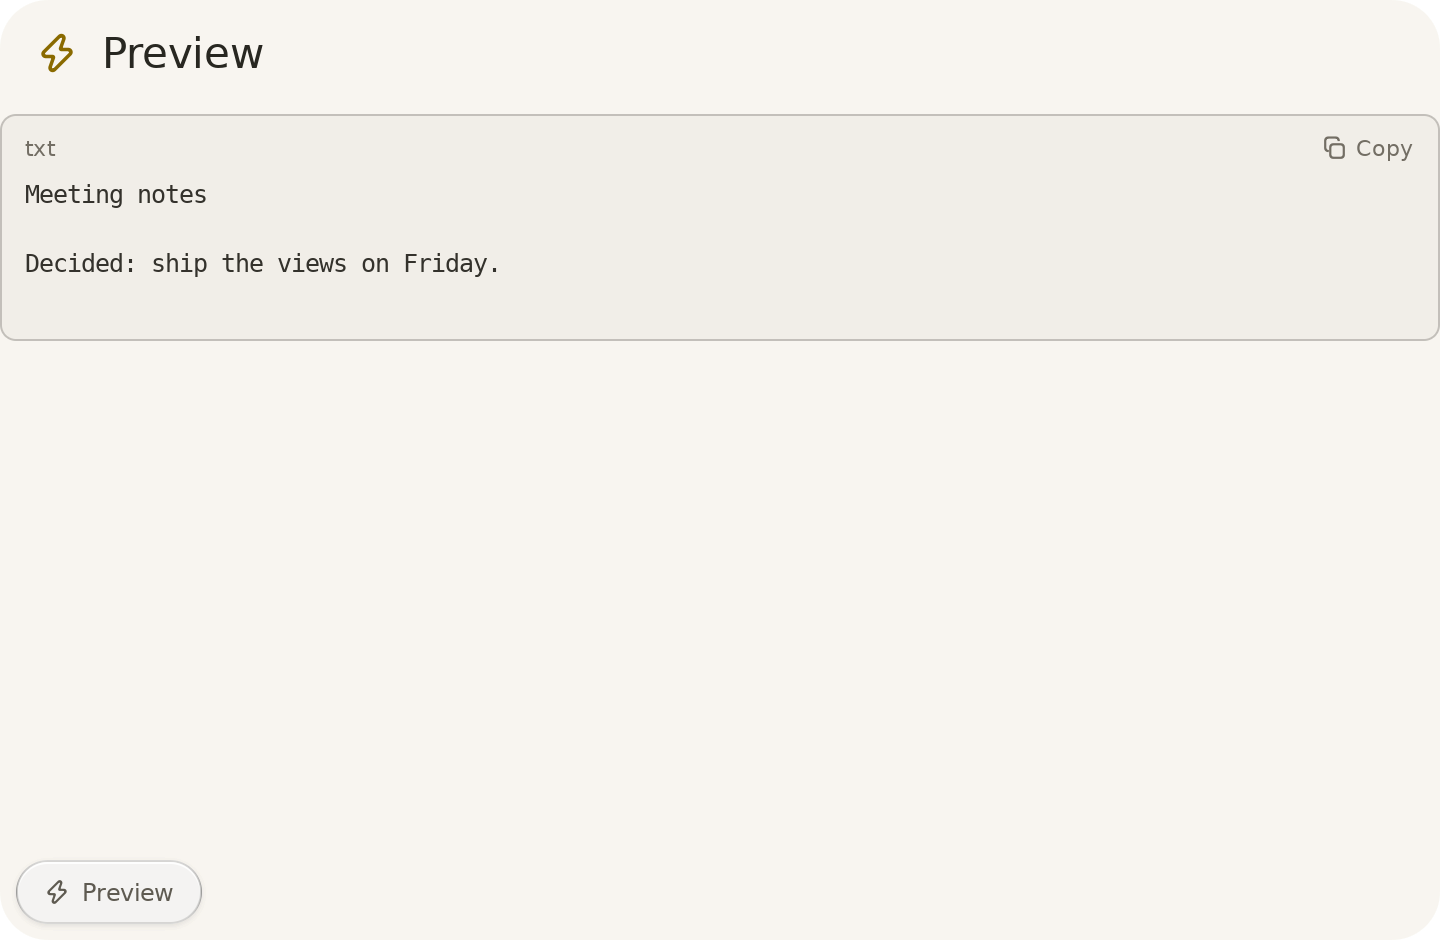 Preview
txt
Copy
Meeting notes
Decided: ship the views on Friday.
Preview